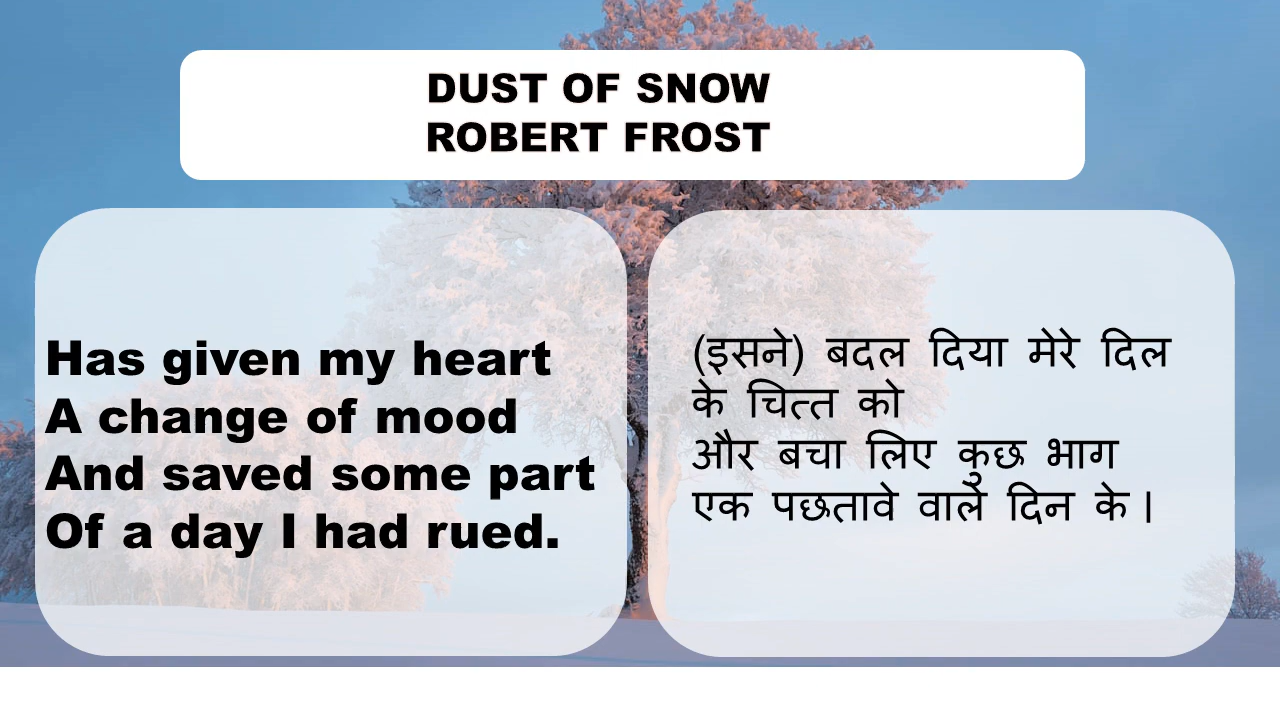 DUST OF SNOW
ROBERT FROST
Has given my heart
A change of mood
And saved some part
Of a day I had rued.
(इसने) बदल दिया मेरे दिल
के चित्त को
और बचा लिए कुछ भाग
एक पछतावे वाले दिन के।